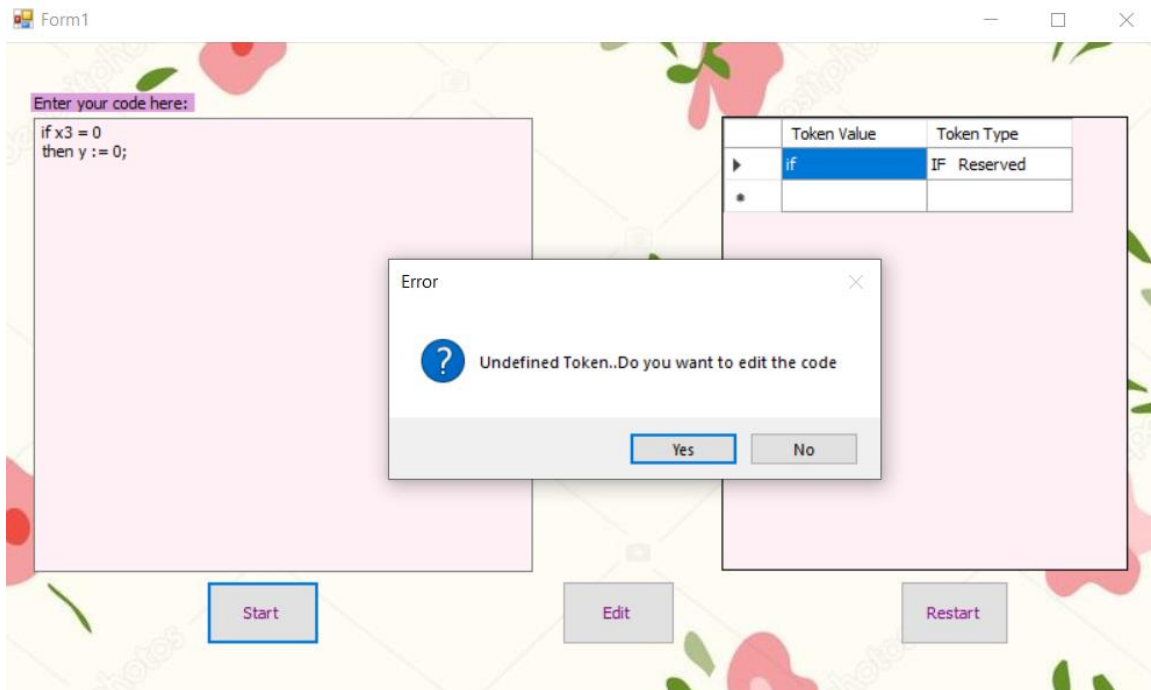 Form1
Enter your code here:
if x3 = 0
then y := 0;
Token Value Token Type
if IF Reserved
Error
Undefined Token..Do you want to edit the code
Yes No
Start Edit Restart